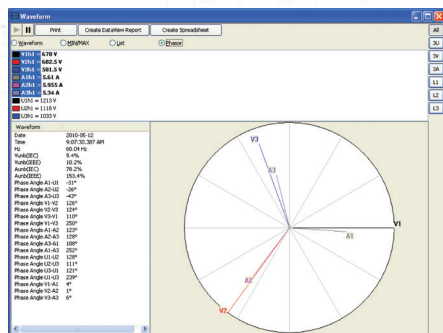 Waveform
Print Create DataView Report Create Spreadsheet All
Waveform MIN/MAX List Phasor 3U
V1h1 = 670 V 3V
V2h1 = 682.5 V
V3h1 = 581.5 V 3A
A1h1 = 5.61 A
A2h1 = 5.955 A L1
A3h1 = 5.34 A
U1h1 = 1213 V L2
U2h1 = 1118 V
U3h1 = 1033 V L3
Waveform
Date 2010-05-12
Time 9:07:30.387 AM
Hz 60.04 Hz
Vunb(IEC) 9.4%
Vunb(IEEE) 10.2%
Aunb(IEC) 78.2%
Aunb(IEEE) 153.4%
Phase Angle A1-U1 -31°
Phase Angle A2-U2 -26°
Phase Angle A3-U3 -43°
Phase Angle V1-V2 126°
Phase Angle V2-V3 124°
Phase Angle V3-V1 110°
Phase Angle V1-V3 250°
Phase Angle A1-A2 123°
Phase Angle A2-A3 128°
Phase Angle A3-A1 108°
Phase Angle A1-A3 252°
Phase Angle U1-U2 128°
Phase Angle U2-U3 111°
Phase Angle U3-U1 121°
Phase Angle U1-U3 239°
Phase Angle V1-A1 4°
Phase Angle V2-A2 1°
Phase Angle V3-A3 6°
V3
A3
V1
A1
A2
V2